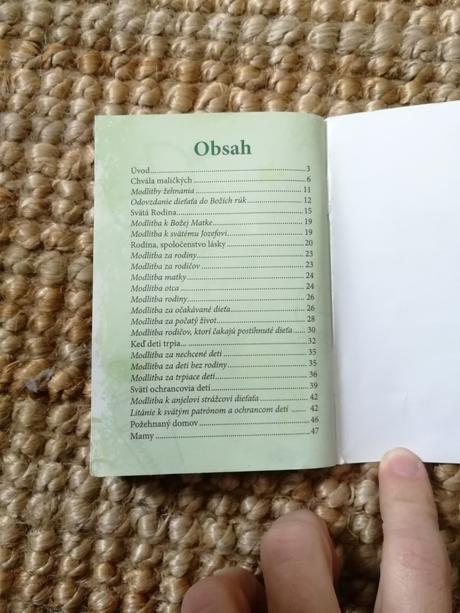 Obsah
Úvod 3
Chvála maličkých 6
Modlitby žehnania 11
Odovzdanie dieťaťa do Božích rúk 12
Svätá Rodina 15
Modlitba k Božej Matke 19
Modlitba k svätému Jozefovi 19
Rodina, spoločenstvo lásky 20
Modlitba za rodiny 23
Modlitba za rodičov 23
Modlitba matky 24
Modlitba otca 24
Modlitba rodiny 26
Modlitba za očakávané dieťa 26
Modlitba za počatý život 28
Modlitba rodičov, ktorí čakajú postihnuté dieťa 30
Keď deti trpia... 32
Modlitba za nechcené deti 35
Modlitba za deti bez rodiny 35
Modlitba za trpiace deti 36
Svätí ochrancovia detí 39
Modlitba k anjelovi strážcovi dieťaťa 42
Litánie k svätým patrónom a ochrancom detí 42
Požehnaný domov 46
Mamy 47